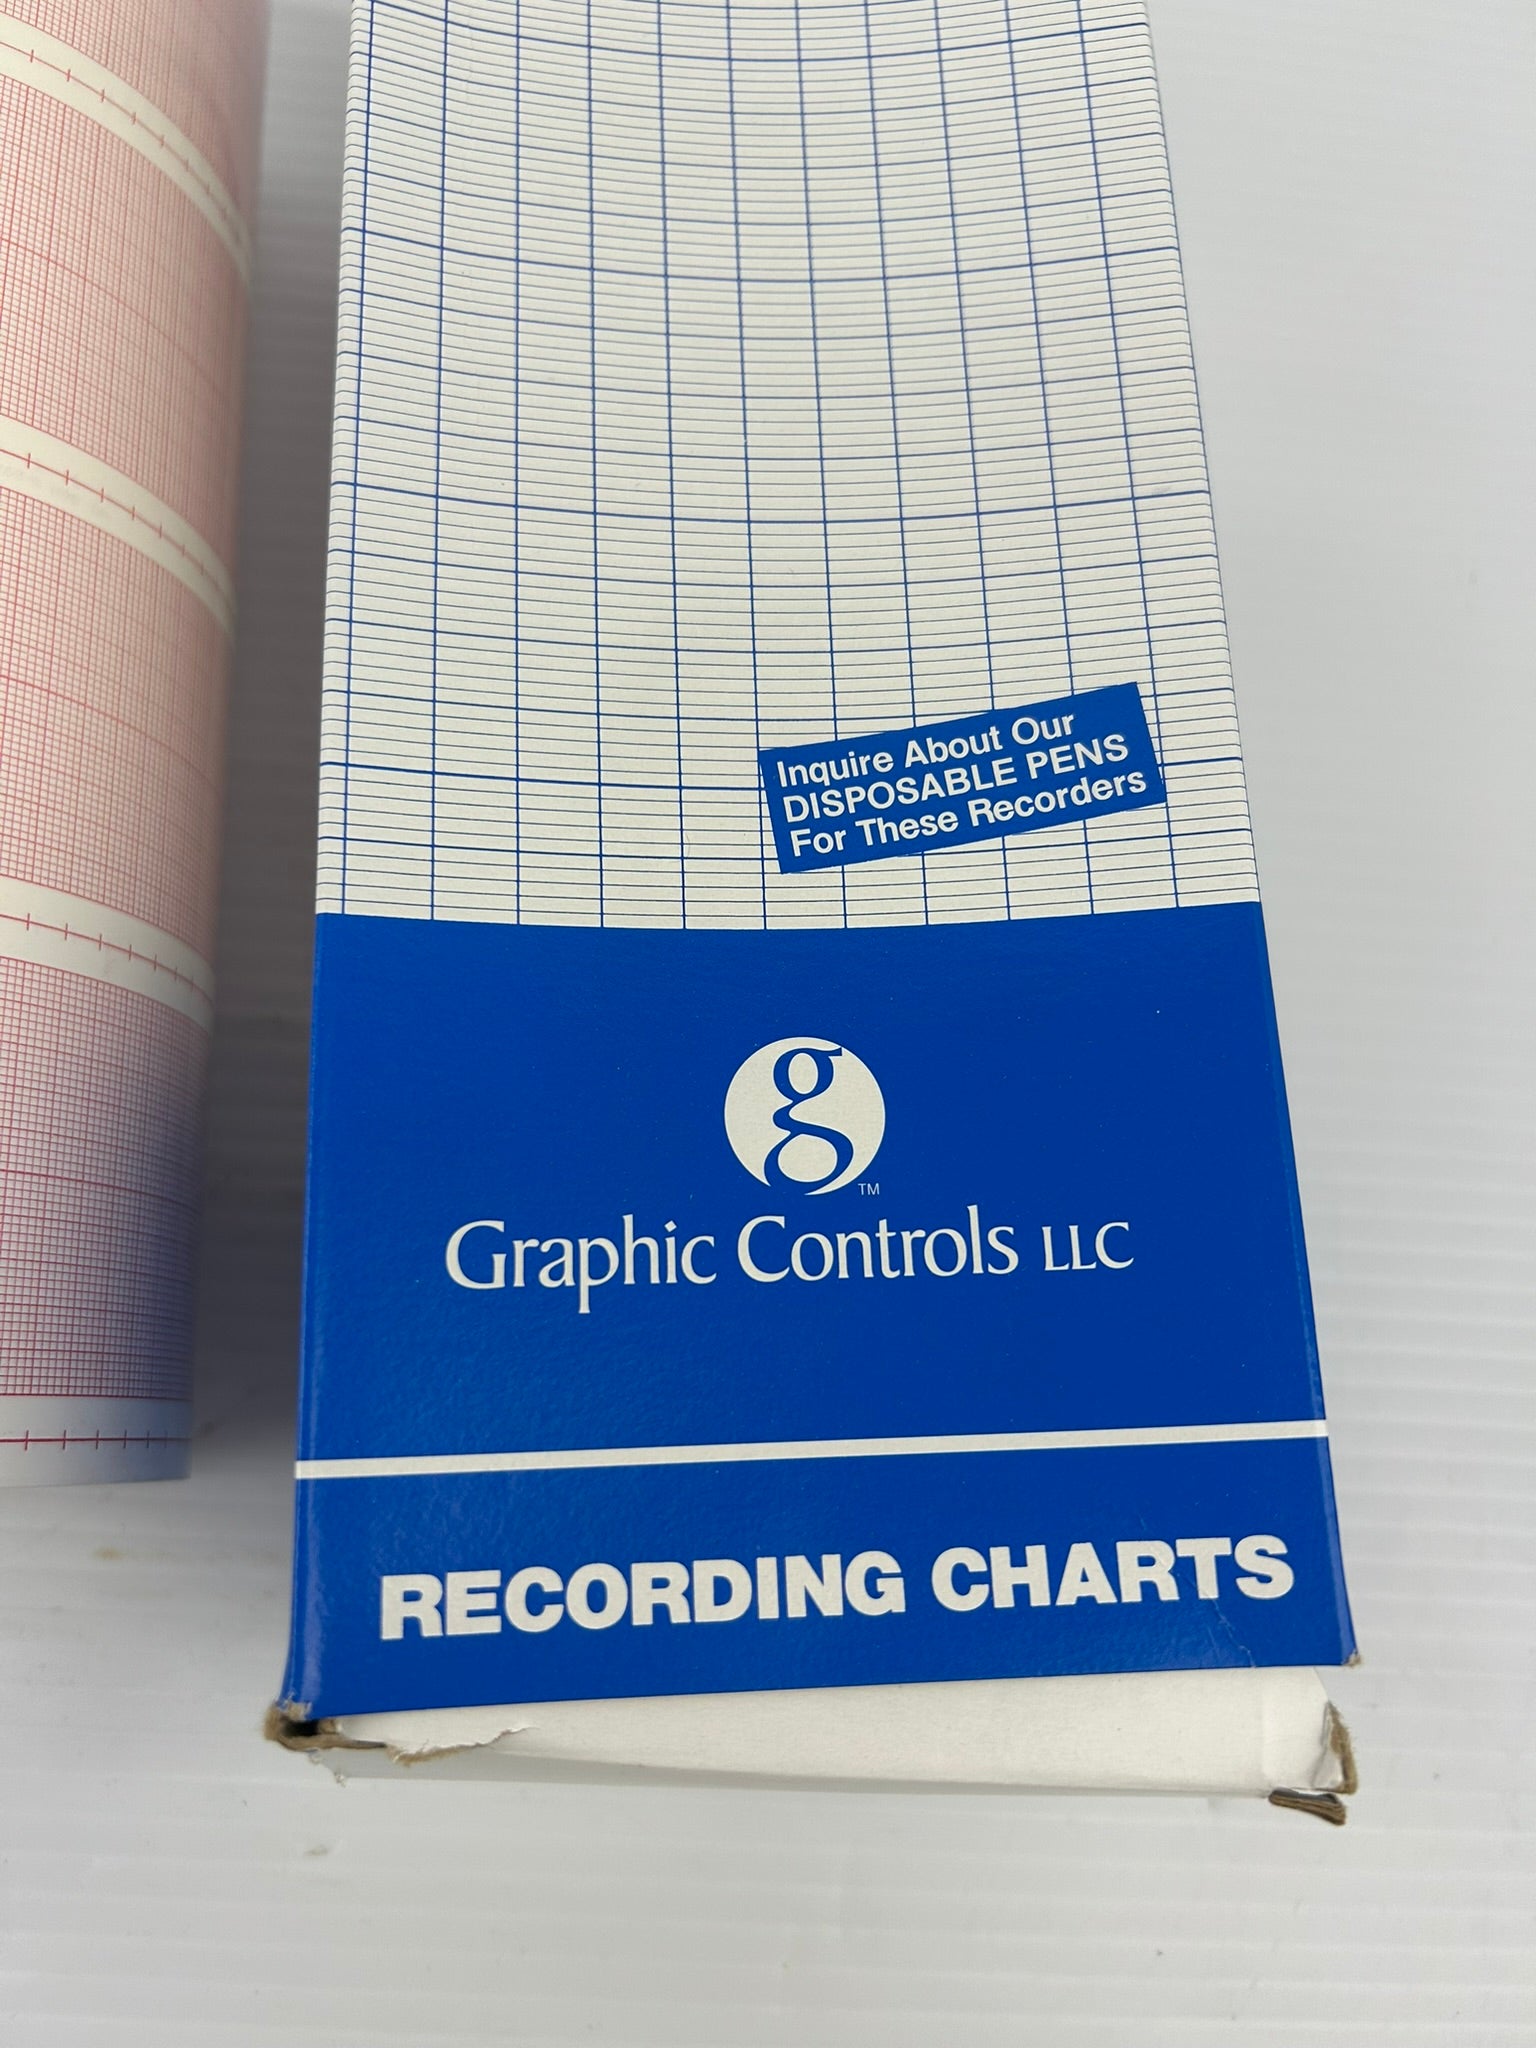 Inquire About Our
DISPOSABLE PENS
For These Recorders
g
TM
Graphic Controls LLC
RECORDING CHARTS